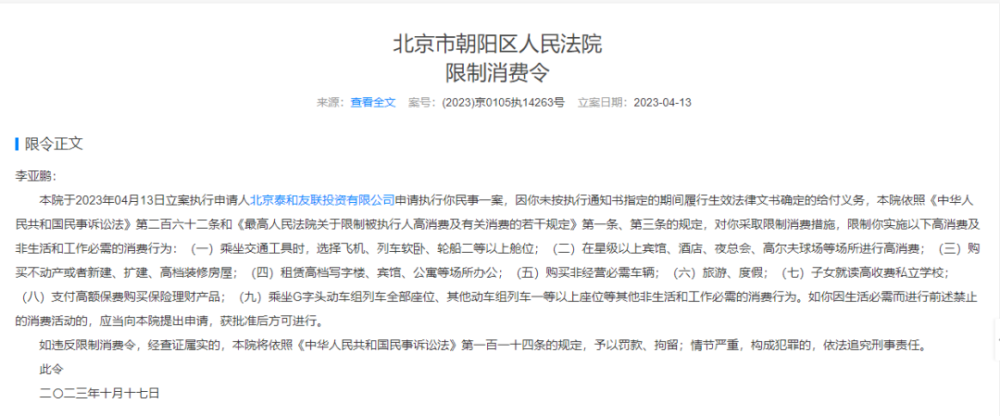 北京市朝阳区人民法院
限制消费令
来源：查看全文 案号：(2023)京0105执14263号 立案日期：2023-04-13
限令正文
李亚鹏：
本院于2023年04月13日立案执行申请人北京泰和友联投资有限公司申请执行你民事一案，因你未按执行通知书指定的期间履行生效法律文书确定的给付义务，本院依照《中华人
民共和国民事诉讼法》第二百六十二条和《最高人民法院关于限制被执行人高消费及有关消费的若干规定》第一条、第三条的规定，对你采取限制消费措施，限制你实施以下高消费及
非生活和工作必需的消费行为：（一）乘坐交通工具时，选择飞机、列车软卧、轮船二等以上舱位；（二）在星级以上宾馆、酒店、夜总会、高尔夫球场等场所进行高消费；（三）购
买不动产或者新建、扩建、高档装修房屋；（四）租赁高档写字楼、宾馆、公寓等场所办公；（五）购买非经营必需车辆；（六）旅游、度假；（七）子女就读高收费私立学校；
（八）支付高额保费购买保险理财产品；（九）乘坐G字头动车组列车全部座位、其他动车组列车一等以上座位等其他非生活和工作必需的消费行为。如你因生活必需而进行前述禁止
的消费活动的，应当向本院提出申请，获批准后方可进行。
如违反限制消费令，经查证属实的，本院将依照《中华人民共和国民事诉讼法》第一百一十四条的规定，予以罚款、拘留；情节严重，构成犯罪的，依法追究刑事责任。
此令
二〇二三年十月十七日